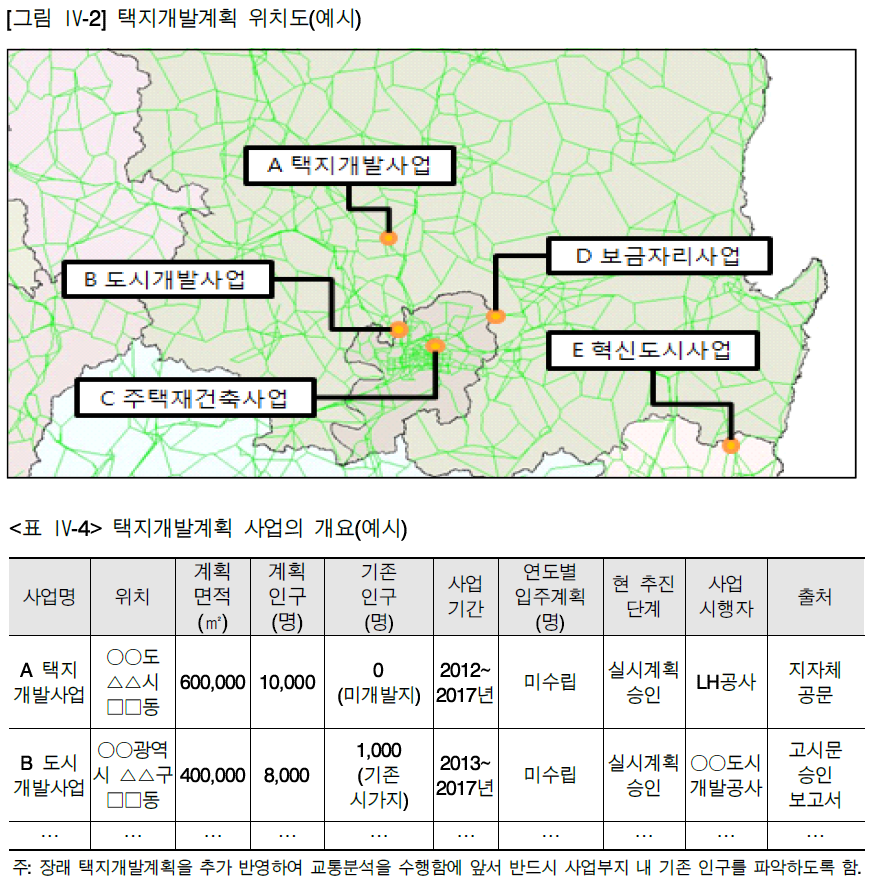 [그림 Ⅳ-2] 택지개발계획 위치도(예시)
A 택지개발사업
D 보금자리사업
B 도시개발사업
E 혁신도시사업
C 주택재건축사업
<표 Ⅳ-4> 택지개발계획 사업의 개요(예시)
사업명 위치 계획 면적 (㎡) 계획 인구 (명) 기존 인구 (명) 사업 기간 연도별 입주계획 (명) 현 추진 단계 사업 시행자 출처
A 택지 개발사업 ○○도 △△시 □□동 600,000 10,000 0 (미개발지) 2012~ 2017년 미수립 실시계획 승인 LH공사 지자체 공문
B 도시 개발사업 ○○광역시 △△구 □□동 400,000 8,000 1,000 (기존 시가지) 2013~ 2017년 미수립 실시계획 승인 ○○도시 개발공사 고시문 승인 보고서
… … … … … … … … … …
주: 장래 택지개발계획을 추가 반영하여 교통분석을 수행함에 앞서 반드시 사업부지 내 기존 인구를 파악하도록 함.